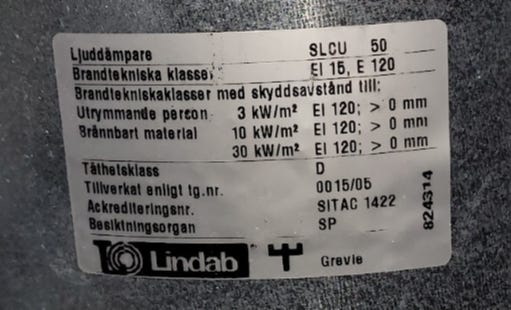 Ljuddämpare SLCU 50
Brandtekniska klasser EI 15, E 120
Brandtekniskaklasser med skyddsavstånd till:
Utrymmande person 3 kW/m² EI 120; > 0 mm
Brännbart material 10 kW/m² EI 120; > 0 mm
30 kW/m² EI 120; > 0 mm
Täthetsklass D
Tillverkat enligt tg.nr. 0015/05
Ackrediteringsnr. SITAC 1422
Besiktningsorgan SP
824314
Lindab Grevie